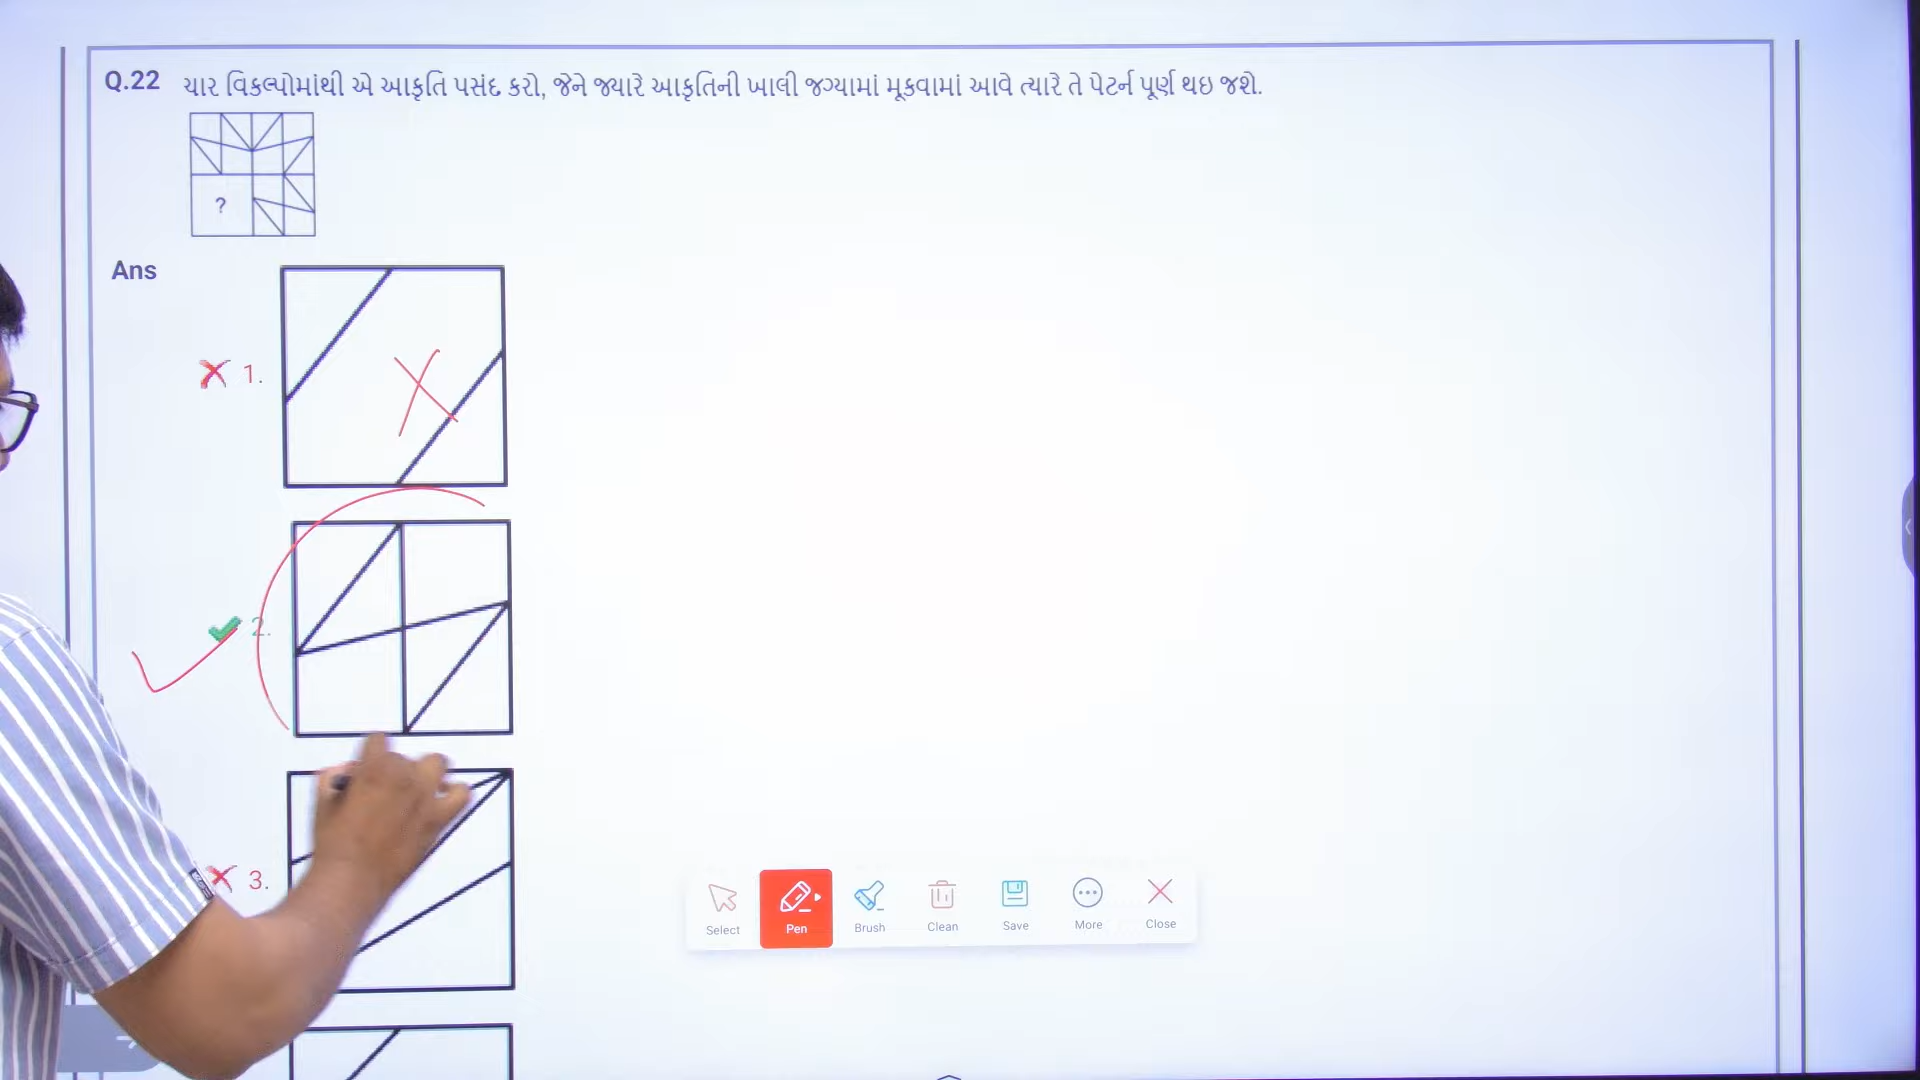 Q.22 ચાર વિકલ્પોમાંથી એ આકૃતિ પસંદ કરો, જેને જ્યારે આકૃતિની ખાલી જગ્યામાં મૂકવામાં આવે ત્યારે તે પેટર્ન પૂર્ણ થઇ જશે.
?
Ans
1.
2.
3.
Select Pen Brush Clean Save More Close